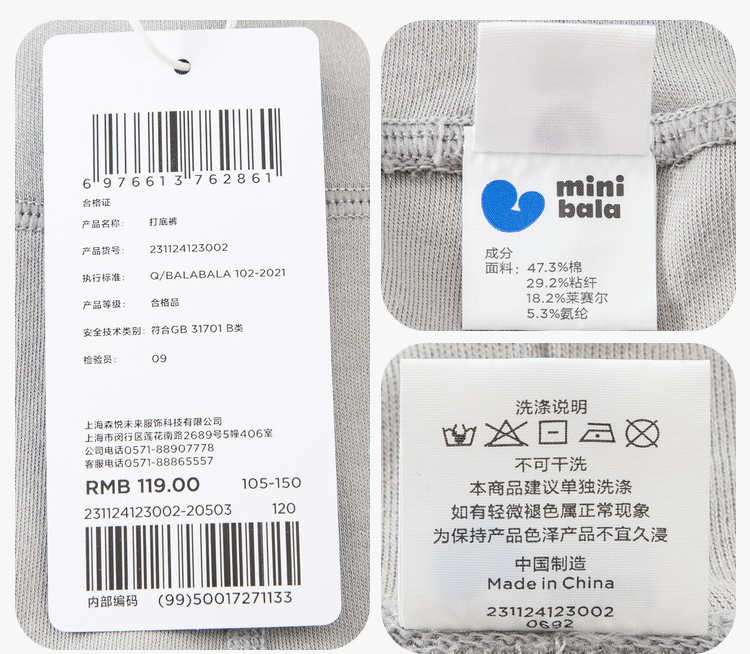 6 976613 762861
合格证
产品名称: 打底裤
产品货号: 231124123002
执行标准: Q/BALABALA 102-2021
产品等级: 合格品
安全技术类别: 符合GB 31701 B类
检验员: 09
上海森悦未来服饰科技有限公司
上海市闵行区莲花南路2689号5幢406室
公司电话0571-88907778
客服电话0571-88865557
RMB 119.00 105-150
231124123002-20503 120
内部编码 (99)50017271133
mini
bala
成分
面料: 47.3%棉
29.2%粘纤
18.2%莱赛尔
5.3%氨纶
洗涤说明
不可干洗
本商品建议单独洗涤
如有轻微褪色属正常现象
为保持产品色泽产品不宜久浸
中国制造
Made in China
231124123002
0692